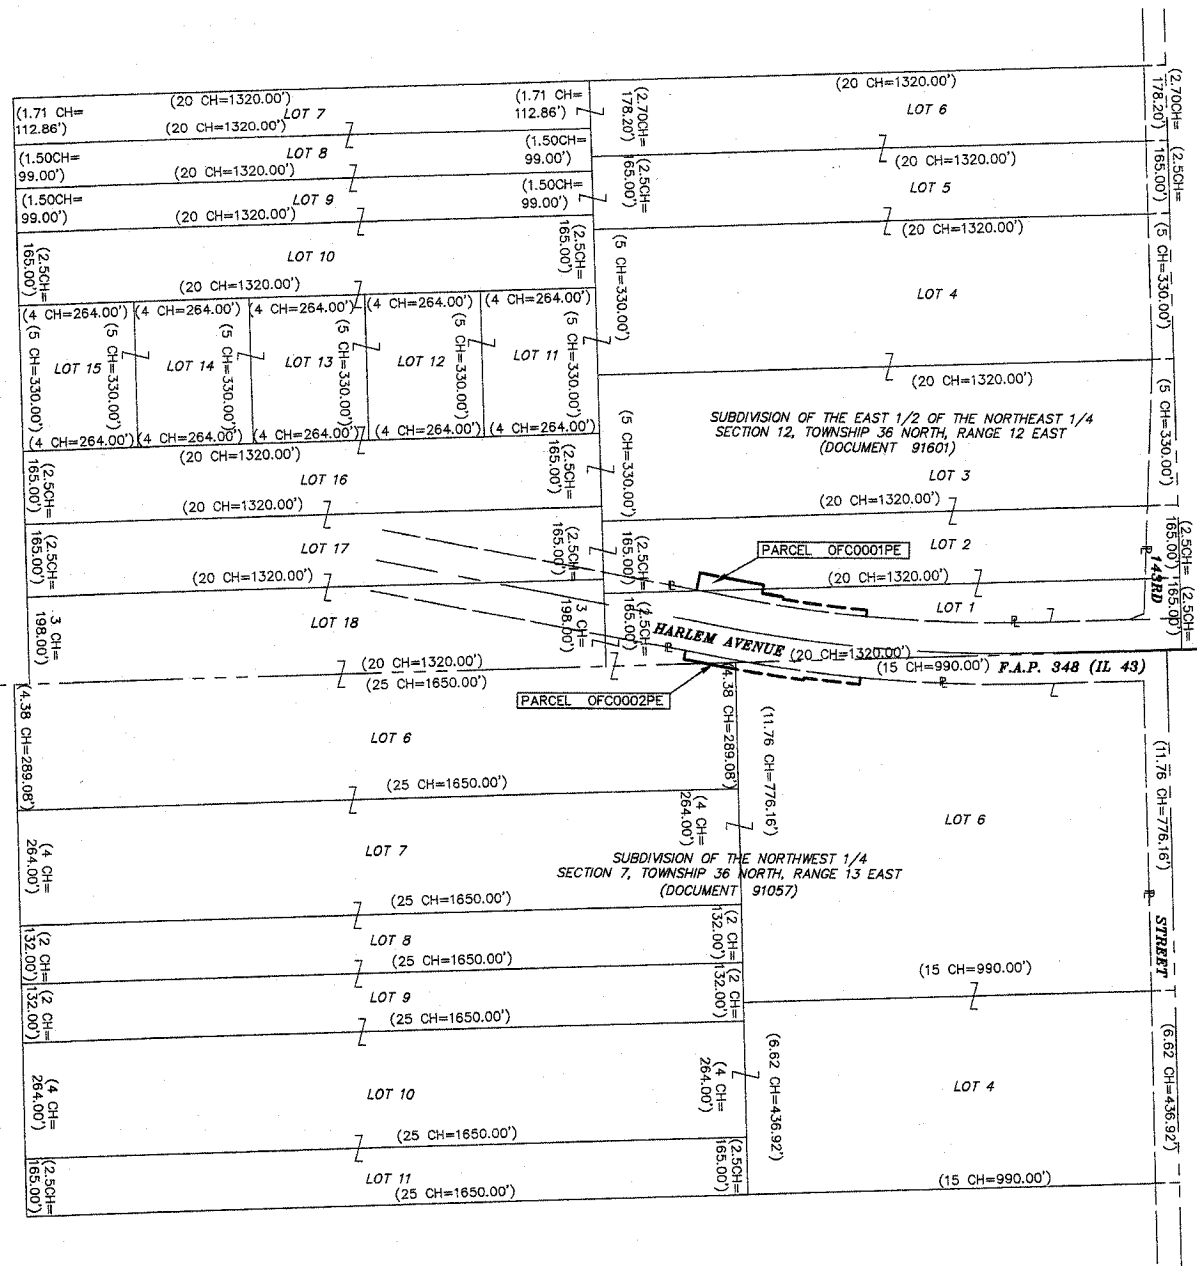 (20 CH=1320.00')
(1.71 CH=
112.86')
LOT 7
(20 CH=1320.00')
(1.71 CH=
112.86')
(1.50CH=
99.00')
LOT 8
(20 CH=1320.00')
(1.50CH=
99.00')
(1.50CH=
99.00')
LOT 9
(20 CH=1320.00')
(1.50CH=
99.00')
(2.5CH=
165.00')
LOT 10
(20 CH=1320.00')
(2.5CH=
165.00')
(4 CH=264.00')
(4 CH=264.00')
(4 CH=264.00')
(4 CH=264.00')
(4 CH=264.00')
(5 CH=330.00')
LOT 15
(5 CH=330.00')
LOT 14
(5 CH=330.00')
LOT 13
(5 CH=330.00')
LOT 12
(5 CH=330.00')
LOT 11
(5 CH=330.00')
(4 CH=264.00')
(4 CH=264.00')
(4 CH=264.00')
(4 CH=264.00')
(4 CH=264.00')
(20 CH=1320.00')
(2.5CH=
165.00')
LOT 16
(20 CH=1320.00')
(2.5CH=
165.00')
(2.5CH=
165.00')
LOT 17
(20 CH=1320.00')
(2.5CH=
165.00')
(3 CH=
198.00')
LOT 18
(20 CH=1320.00')
3 CH=
198.00')
(20 CH=1320.00')
(2.70CH=
178.20')
LOT 6
(20 CH=1320.00')
(2.70CH=
178.20')
(2.5CH=
165.00')
LOT 5
(20 CH=1320.00')
(2.5CH=
165.00')
(5 CH=330.00')
LOT 4
(20 CH=1320.00')
(5 CH=330.00')
SUBDIVISION OF THE EAST 1/2 OF THE NORTHEAST 1/4
SECTION 12, TOWNSHIP 36 NORTH, RANGE 12 EAST
(DOCUMENT 91601)
(5 CH=330.00')
LOT 3
(20 CH=1320.00')
(5 CH=330.00')
(2.5CH=
165.00')
LOT 2
PARCEL OFC0001PE
(20 CH=1320.00')
(2.5CH=
165.00')
(2.5CH=
165.00')
LOT 1
(2.5CH=
165.00')
143RD
HARLEM AVENUE
(20 CH=1320.00')
(15 CH=990.00')
F.A.P. 348 (IL 43)
PARCEL OFC0002PE
(25 CH=1650.00')
(4.38 CH=289.08')
LOT 6
(25 CH=1650.00')
(4.38 CH=289.08')
(4 CH=
264.00')
LOT 7
(25 CH=1650.00')
(4 CH=
264.00')
SUBDIVISION OF THE NORTHWEST 1/4
SECTION 7, TOWNSHIP 36 NORTH, RANGE 13 EAST
(DOCUMENT 91057)
(2 CH=
132.00')
LOT 8
(25 CH=1650.00')
(2 CH=
132.00')
(2 CH=
132.00')
LOT 9
(25 CH=1650.00')
(2 CH=
132.00')
(4 CH=
264.00')
LOT 10
(25 CH=1650.00')
(4 CH=
264.00')
(2.5CH=
165.00')
LOT 11
(25 CH=1650.00')
(2.5CH=
165.00')
(11.76 CH=776.16')
LOT 6
(15 CH=990.00')
(11.76 CH=776.16')
STREET
(6.62 CH=436.92')
LOT 4
(15 CH=990.00')
(6.62 CH=436.92')